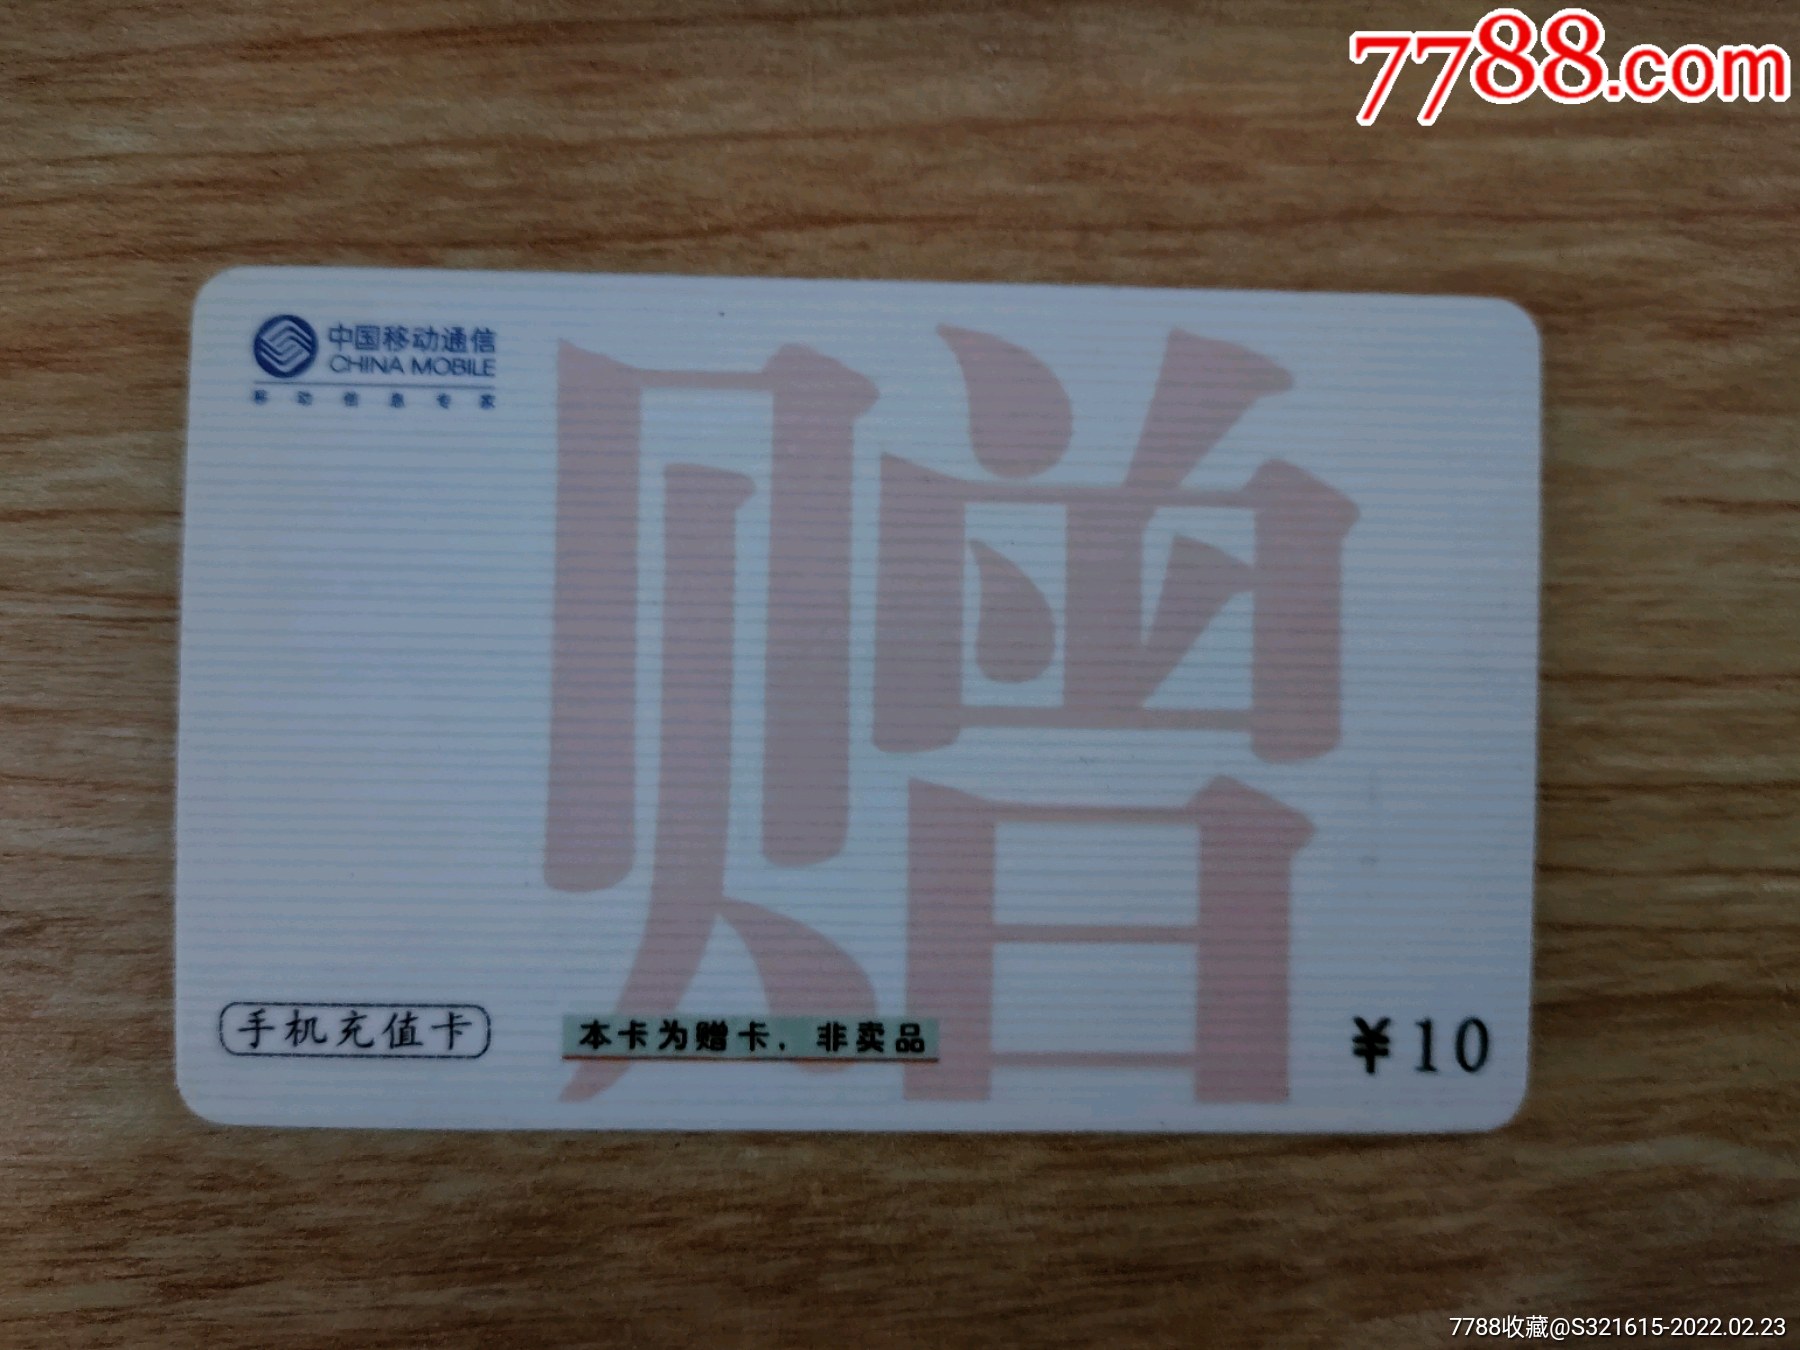 7788.com
中国移动通信
CHINA MOBILE
移动信息专家
赠
手机充值卡
本卡为赠卡，非卖品
¥10
7788收藏@S321615-2022.02.23